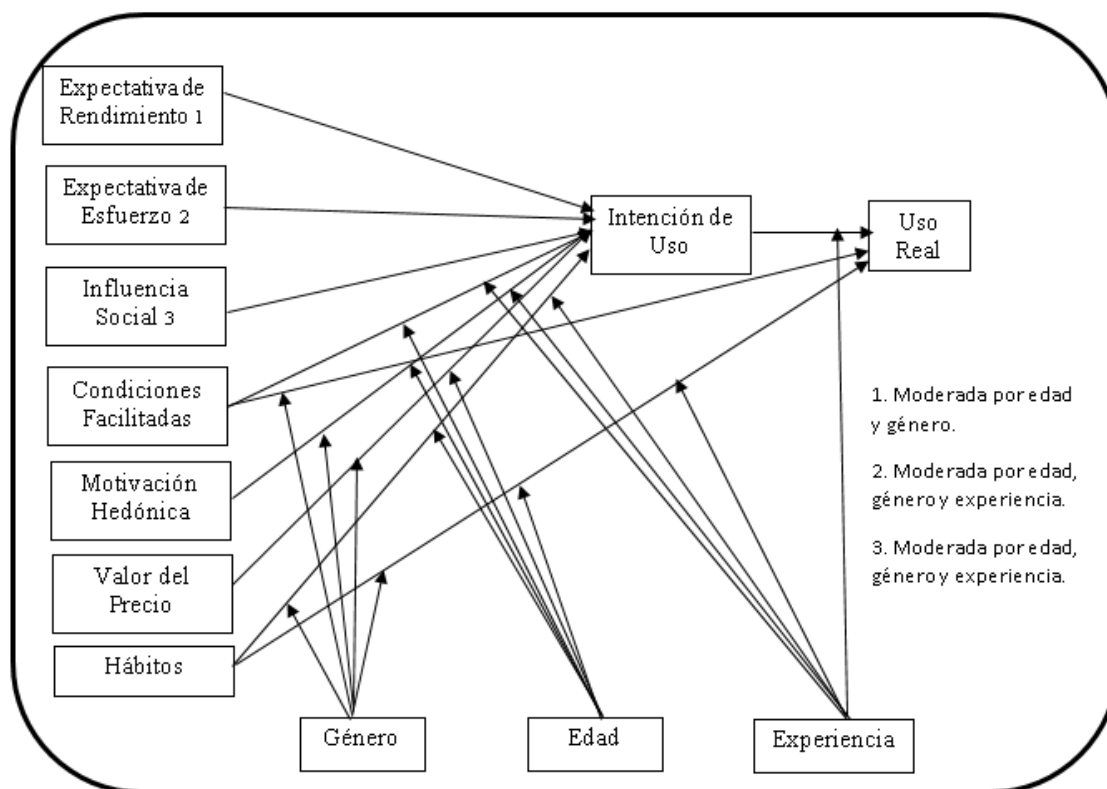 Expectativa de
Rendimiento 1
Expectativa de
Esfuerzo 2
Influencia
Social 3
Condiciones
Facilitadas
Motivación
Hedónica
Valor del
Precio
Hábitos
Intención de
Uso
Uso
Real
1. Moderada por edad
y género.
2. Moderada por edad,
género y experiencia.
3. Moderada por edad,
género y experiencia.
Género
Edad
Experiencia